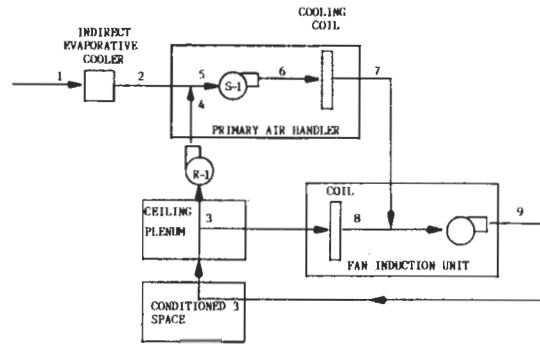 COOLING
COIL
INDIRECT
EVAPORATIVE
COOLER
1
2
5
S-1
6
7
4
PRIMARY AIR HANDLER
R-1
CEILING
PLENUM
3
COIL
8
9
FAN INDUCTION UNIT
CONDITIONED 3
SPACE